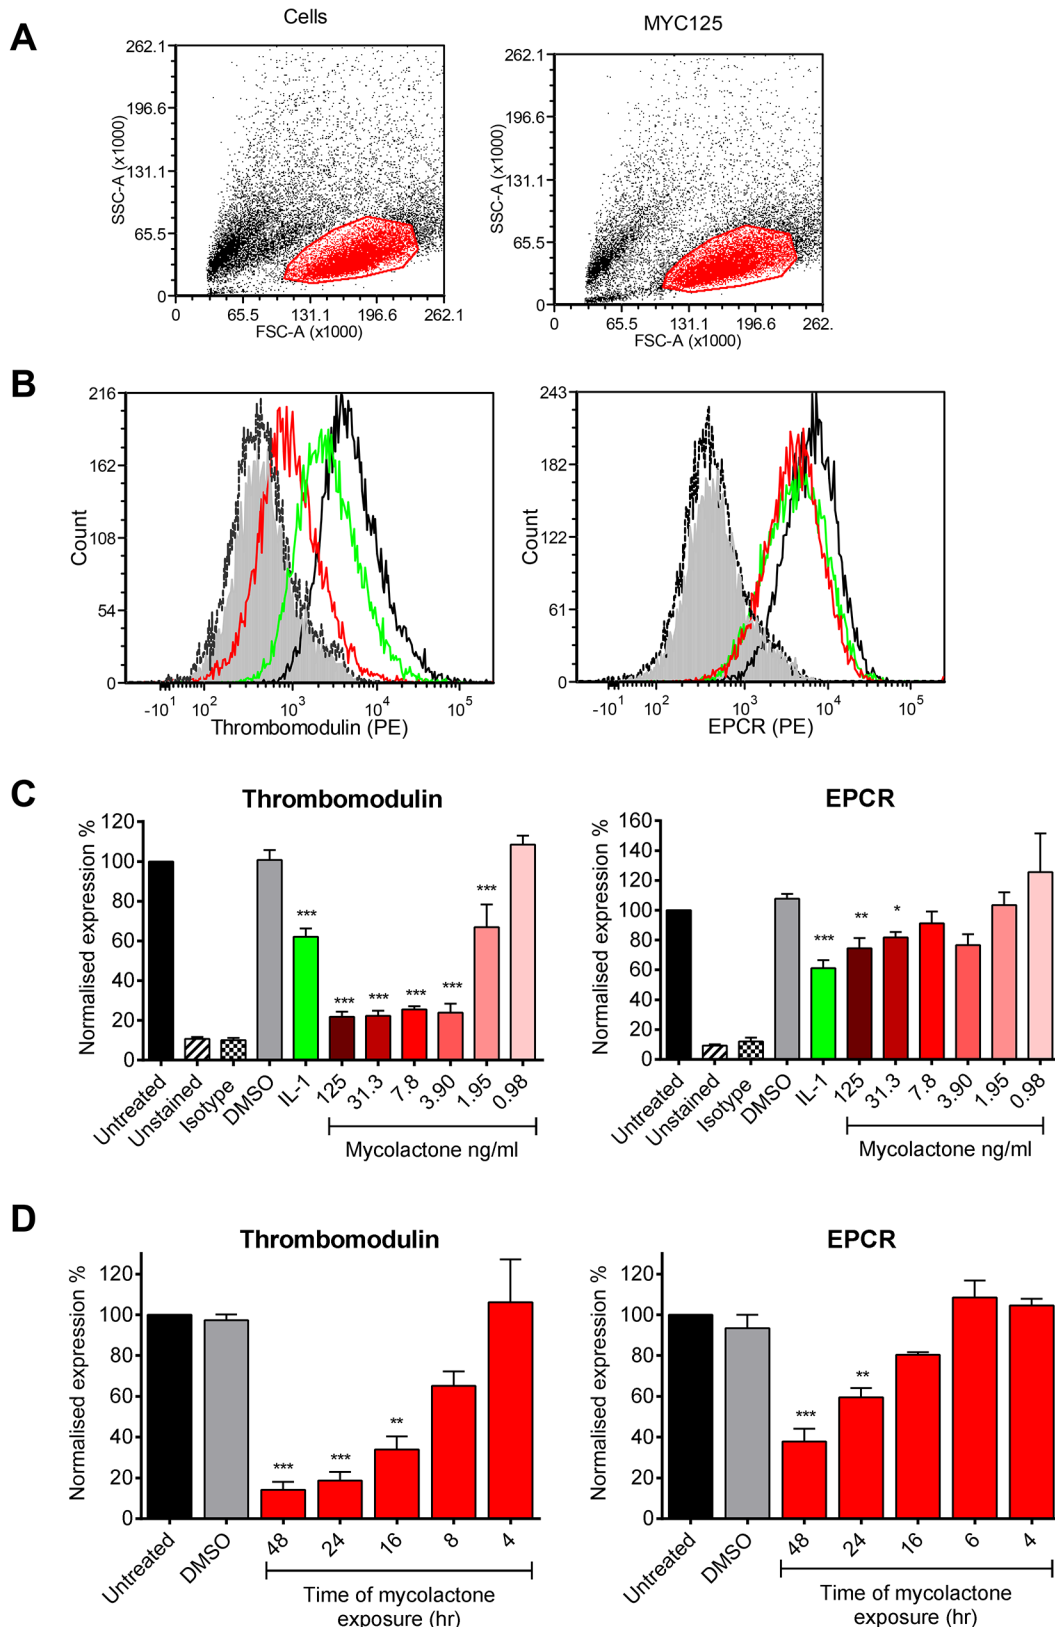 A
Cells
MYC125
262.1
196.6
131.1
65.5
0
SSC-A (x1000)
0 65.5 131.1 196.6 262.1
FSC-A (x1000)
262.1
196.6
131.1
65.5
0
SSC-A (x1000)
0 65.5 131.1 196.6 262.
FSC-A (x1000)
B
216
162
108
54
0
Count
-10¹ 10² 10³ 10⁴ 10⁵
Thrombomodulin (PE)
243
182
122
61
0
Count
-10¹ 10² 10³ 10⁴ 10⁵
EPCR (PE)
C
Thrombomodulin
Normalised expression %
120
100
80
60
40
20
0
*** *** *** *** *** ***
Untreated Unstained Isotype DMSO IL-1 125 31.3 7.8 3.90 1.95 0.98
Mycolactone ng/ml
EPCR
Normalised expression %
160
140
120
100
80
60
40
20
0
*** ** *
Untreated Unstained Isotype DMSO IL-1 125 31.3 7.8 3.90 1.95 0.98
Mycolactone ng/ml
D
Thrombomodulin
Normalised expression %
120
100
80
60
40
20
0
*** *** **
Untreated DMSO 48 24 16 8 4
Time of mycolactone
exposure (hr)
EPCR
Normalised expression %
120
100
80
60
40
20
0
*** **
Untreated DMSO 48 24 16 6 4
Time of mycolactone
exposure (hr)